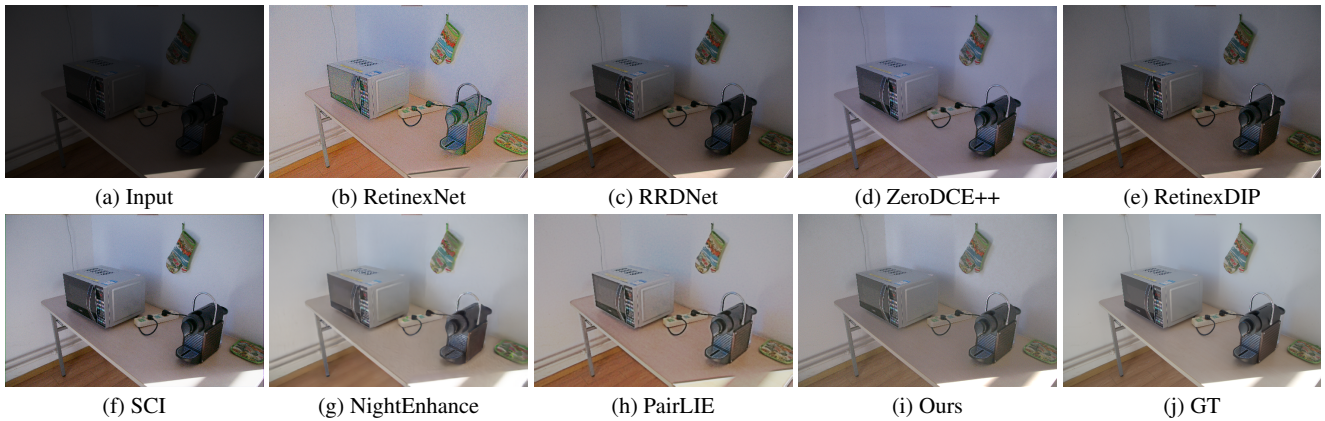 (a) Input (b) RetinexNet (c) RRDNet (d) ZeroDCE++ (e) RetinexDIP
(f) SCI (g) NightEnhance (h) PairLIE (i) Ours (j) GT